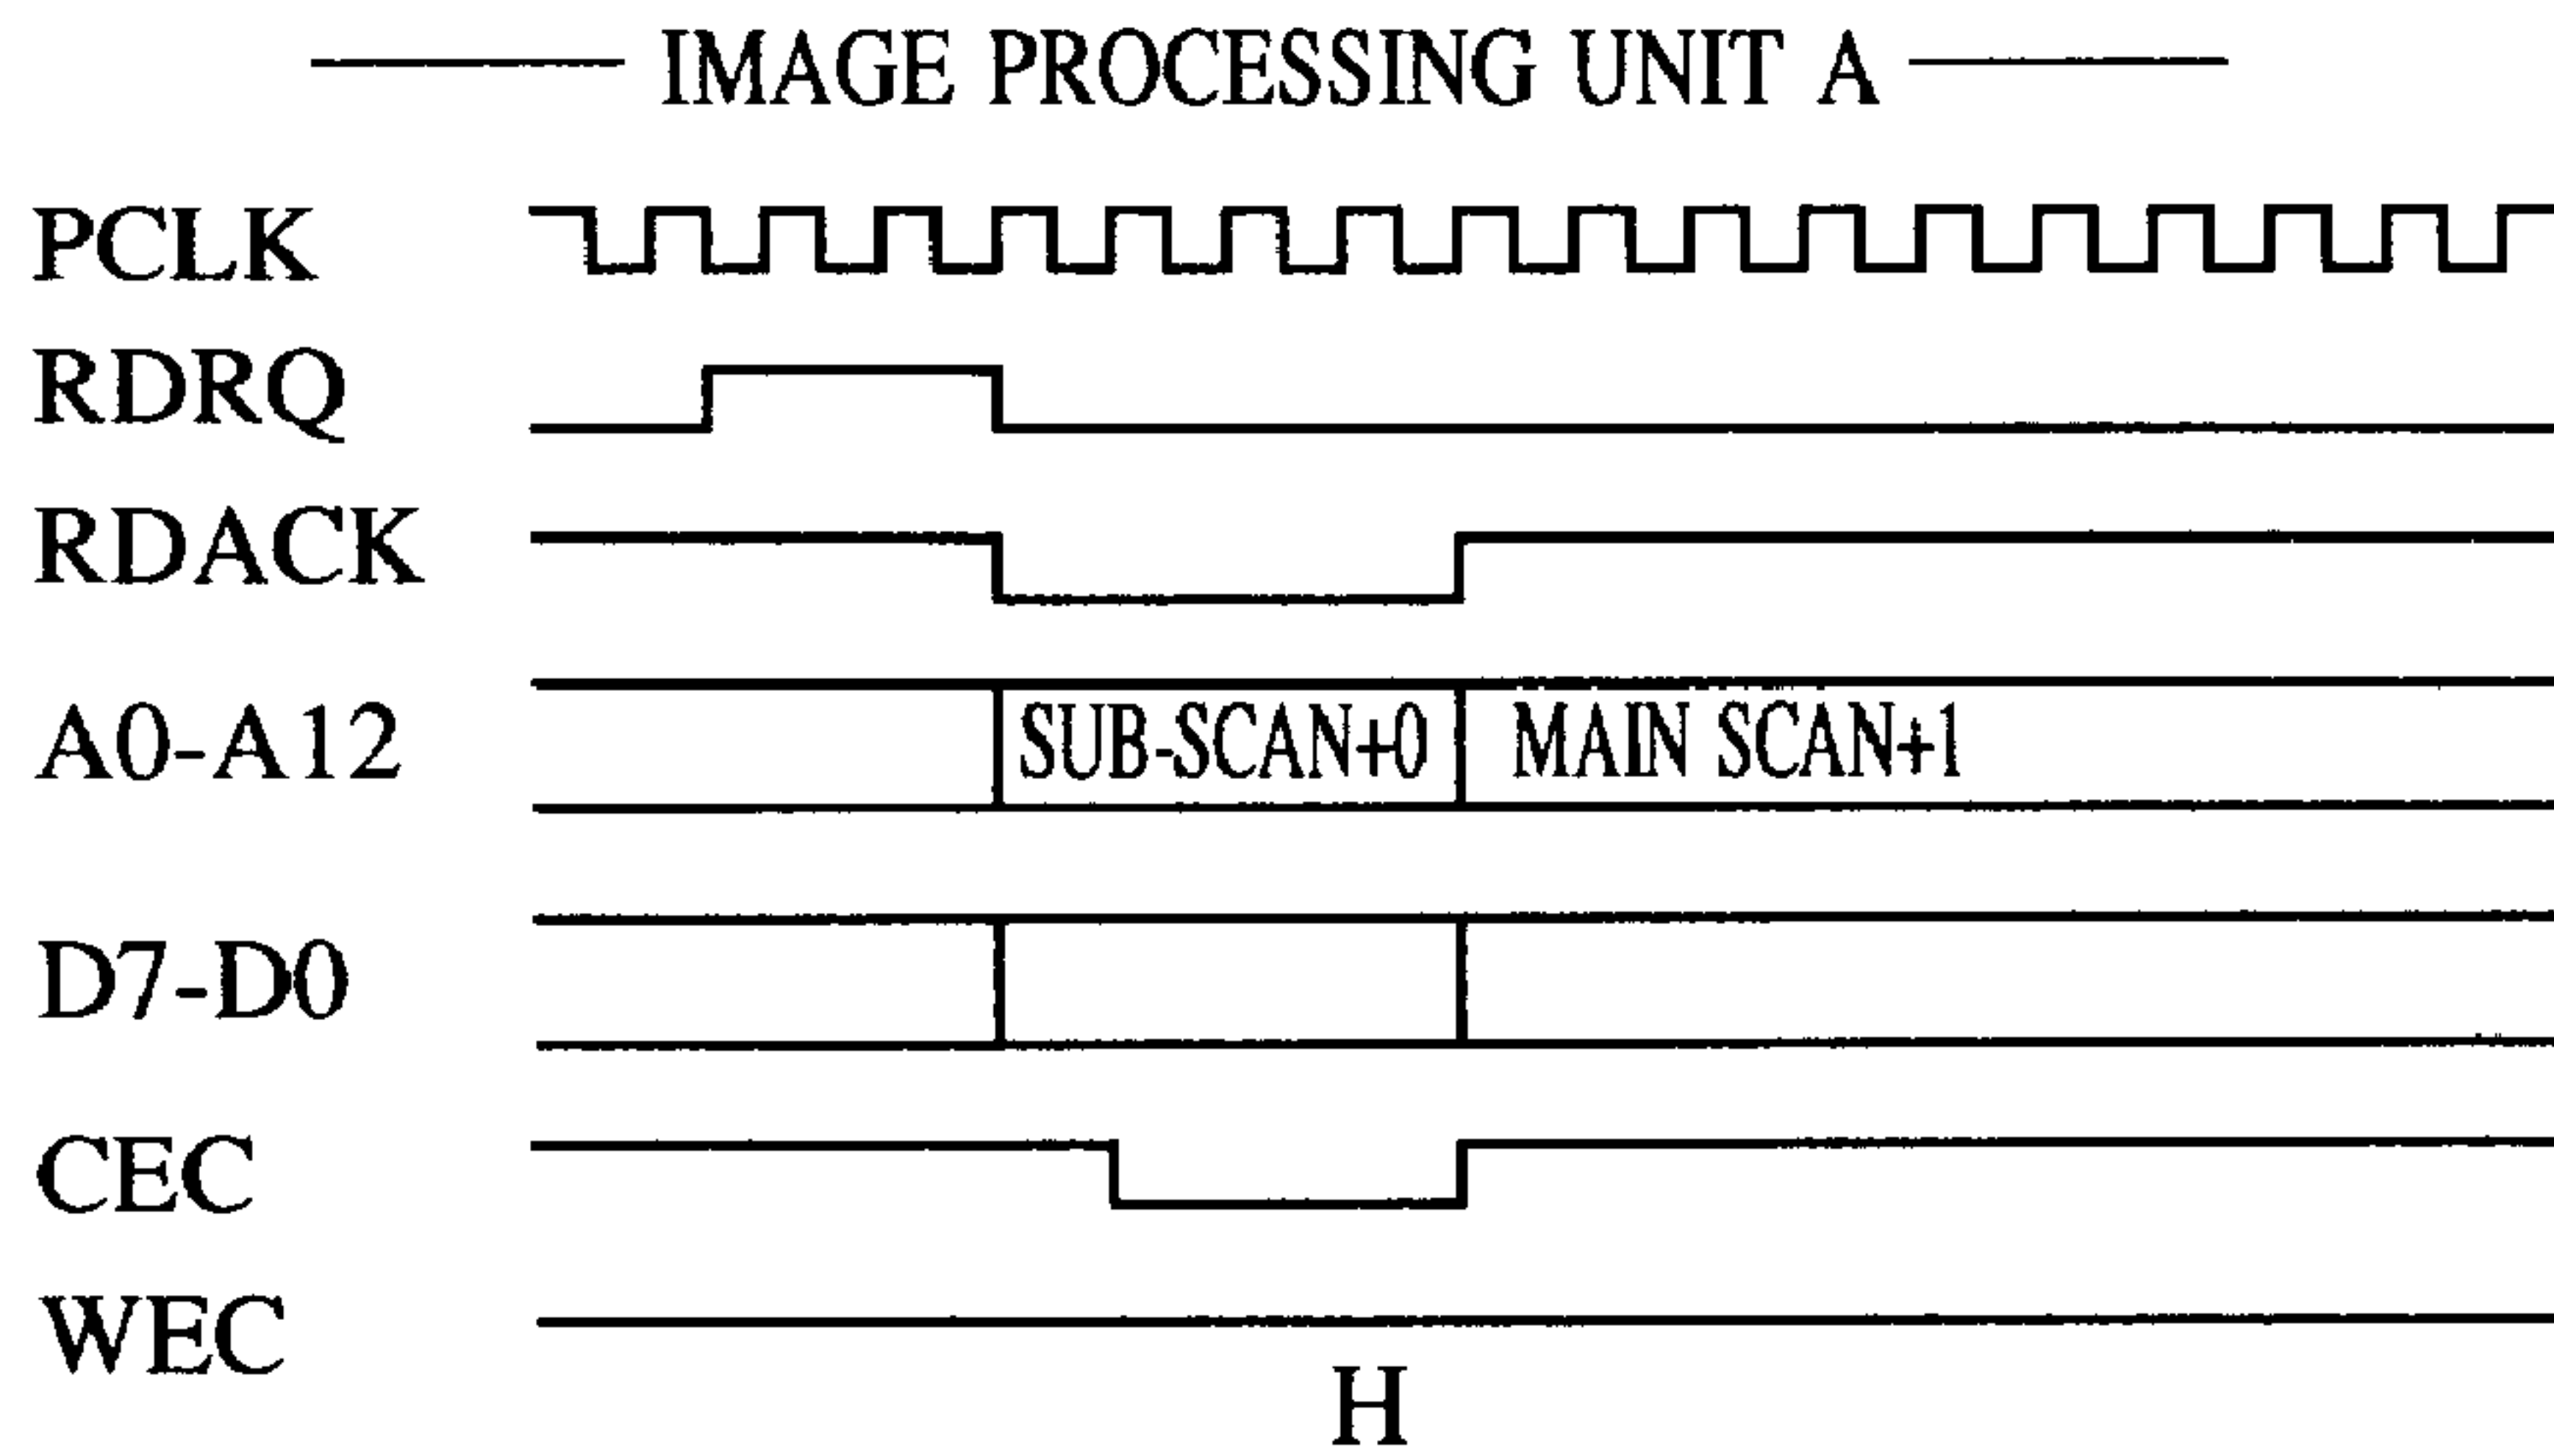 IMAGE PROCESSING UNIT A
PCLK
RDRQ
RDACK
A0-A12 SUB-SCAN+0 MAIN SCAN+1
D7-D0
CEC
WEC
H